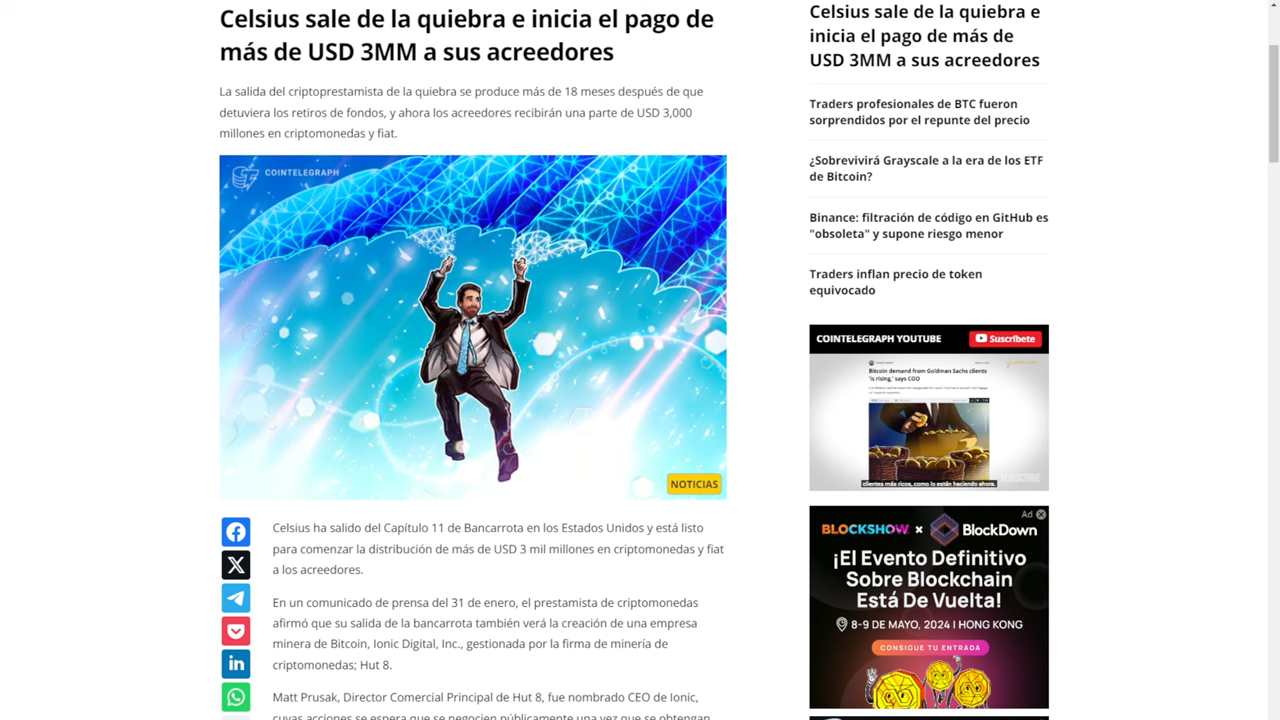 Celsius sale de la quiebra e inicia el pago de
más de USD 3MM a sus acreedores
La salida del criptoprestamista de la quiebra se produce más de 18 meses después de que
detuviera los retiros de fondos, y ahora los acreedores recibirán una parte de USD 3,000
millones en criptomonedas y fiat.
COINTELEGRAPH
NOTICIAS
Celsius ha salido del Capítulo 11 de Bancarrota en los Estados Unidos y está listo
para comenzar la distribución de más de USD 3 mil millones en criptomonedas y fiat
a los acreedores.
En un comunicado de prensa del 31 de enero, el prestamista de criptomonedas
afirmó que su salida de la bancarrota también verá la creación de una empresa
minera de Bitcoin, Ionic Digital, Inc., gestionada por la firma de minería de
criptomonedas; Hut 8.
Matt Prusak, Director Comercial Principal de Hut 8, fue nombrado CEO de Ionic,
cuyas acciones se espera que se negocien públicamente una vez que se obtengan
Celsius sale de la quiebra e
inicia el pago de más de
USD 3MM a sus acreedores
Traders profesionales de BTC fueron
sorprendidos por el repunte del precio
¿Sobrevivirá Grayscale a la era de los ETF
de Bitcoin?
Binance: filtración de código en GitHub es
"obsoleta" y supone riesgo menor
Traders inflan precio de token
equivocado
COINTELEGRAPH YOUTUBE
Suscríbete
Bitcoin demand from Goldman Sachs clients
'is rising,' says COO
SUBSCRIBE
clientes más ricos, como lo están haciendo ahora.
Ad
BLOCKSHOW × BlockDown
¡El Evento Definitivo
Sobre Blockchain
Está De Vuelta!
8-9 DE MAYO, 2024 | HONG KONG
CONSIGUE TU ENTRADA